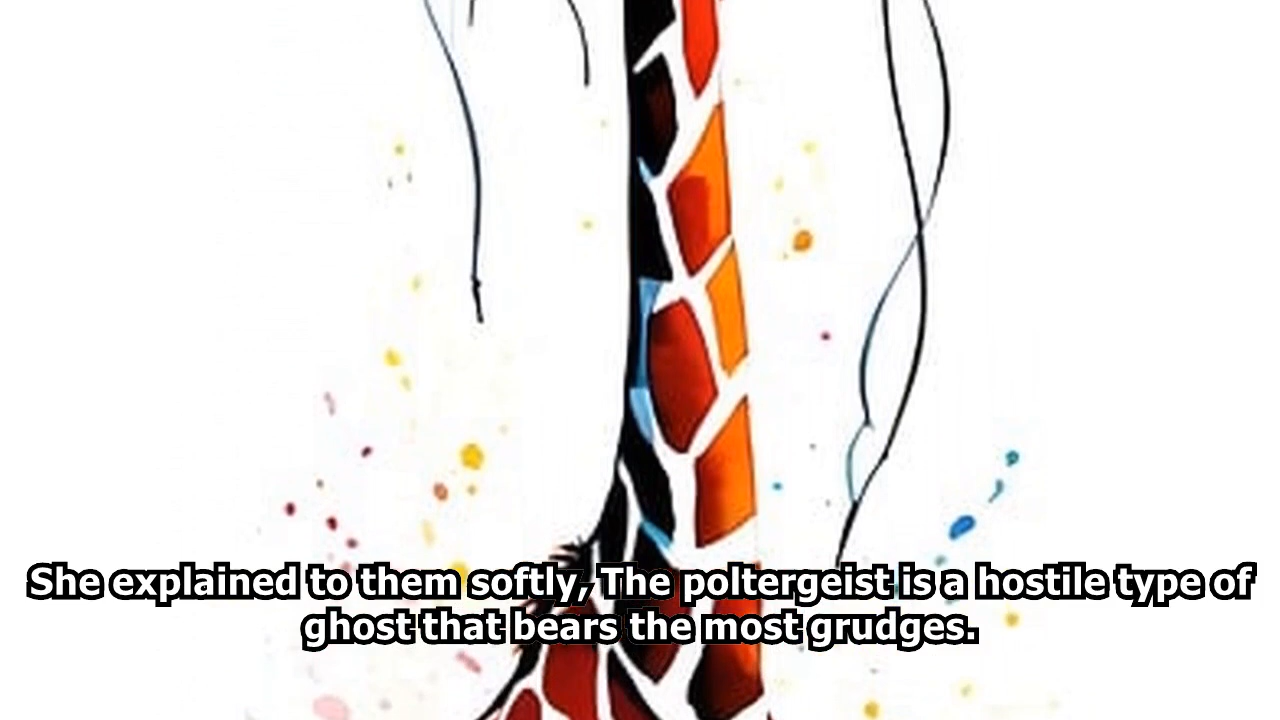 She explained to them softly, The poltergeist is a hostile type of
ghost that bears the most grudges.